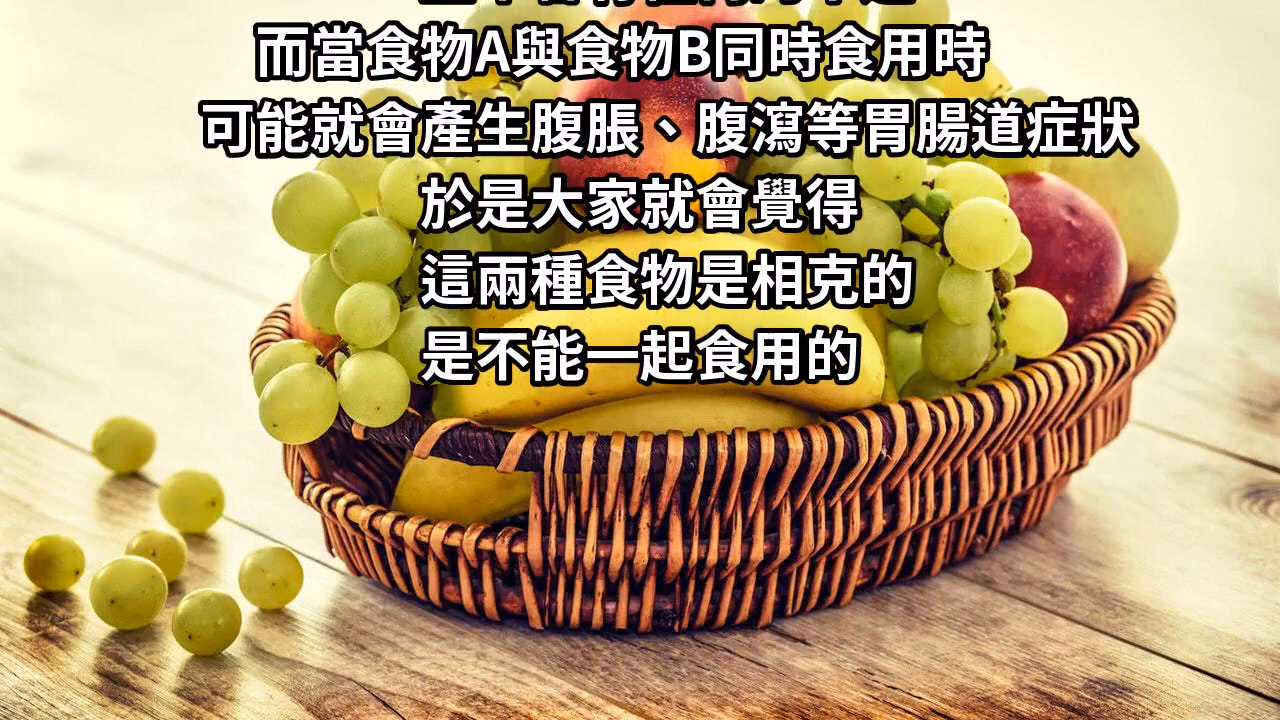 而當食物A與食物B同時食用時
可能就會產生腹脹、腹瀉等胃腸道症狀
於是大家就會覺得
這兩種食物是相克的
是不能一起食用的